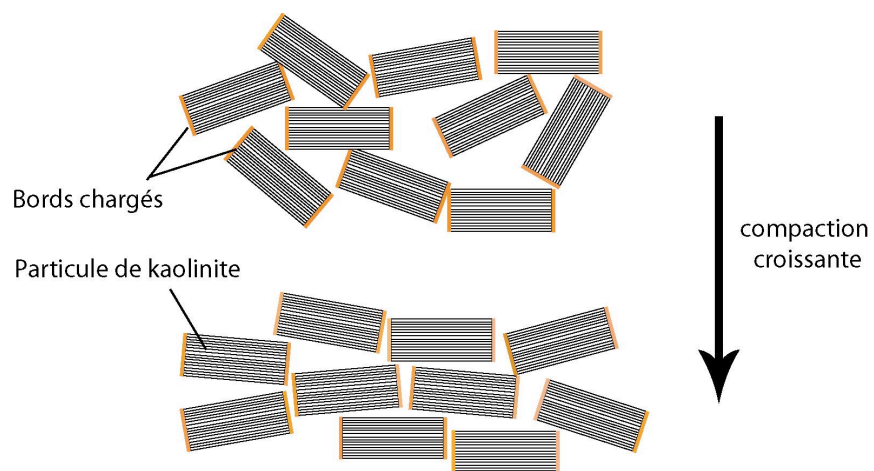 Bords chargés
Particule de kaolinite
compaction
croissante